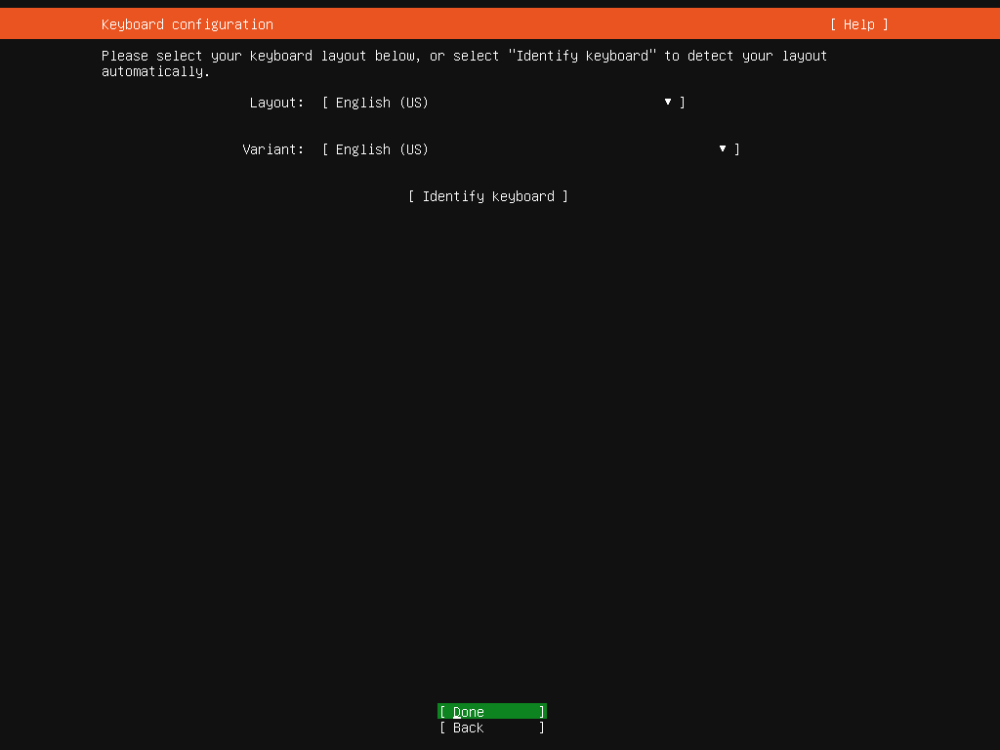 Keyboard configuration [ Help ]
Please select your keyboard layout below, or select "Identify keyboard" to detect your layout
automatically.
Layout: [ English (US) ▼ ]
Variant: [ English (US) ▼ ]
[ Identify keyboard ]
[ Done ]
[ Back ]